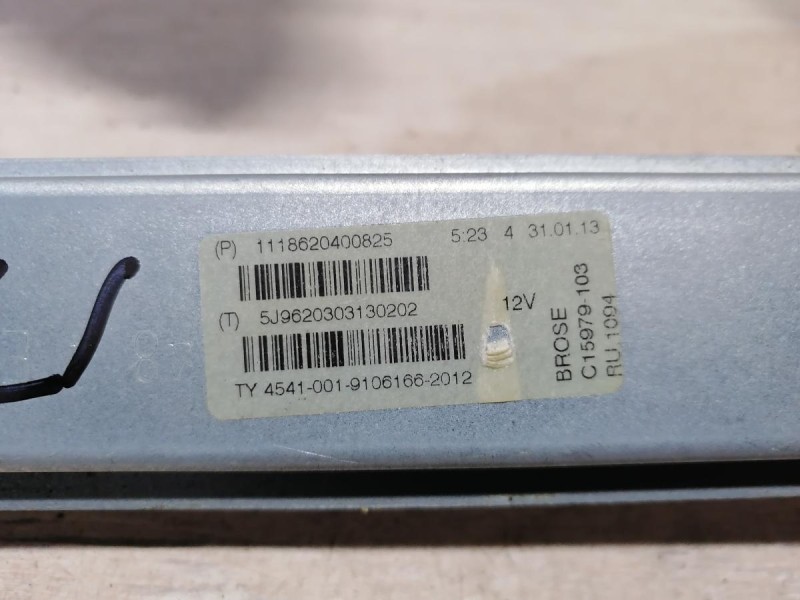 (P) 1118620400825 5:23 4 31.01.13
(T) 5J9620303130202 12V
TY 4541-001-9106166-2012
BROSE
C15979-103
RU.1094